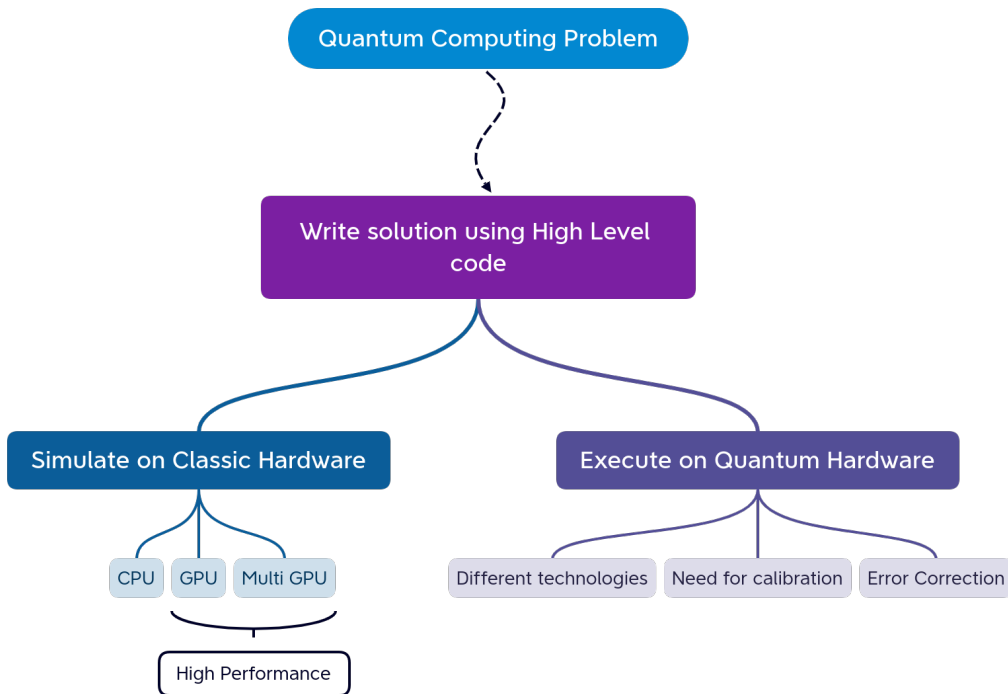 Quantum Computing Problem
Write solution using High Level
code
Simulate on Classic Hardware
Execute on Quantum Hardware
CPU
GPU
Multi GPU
Different technologies
Need for calibration
Error Correction
High Performance